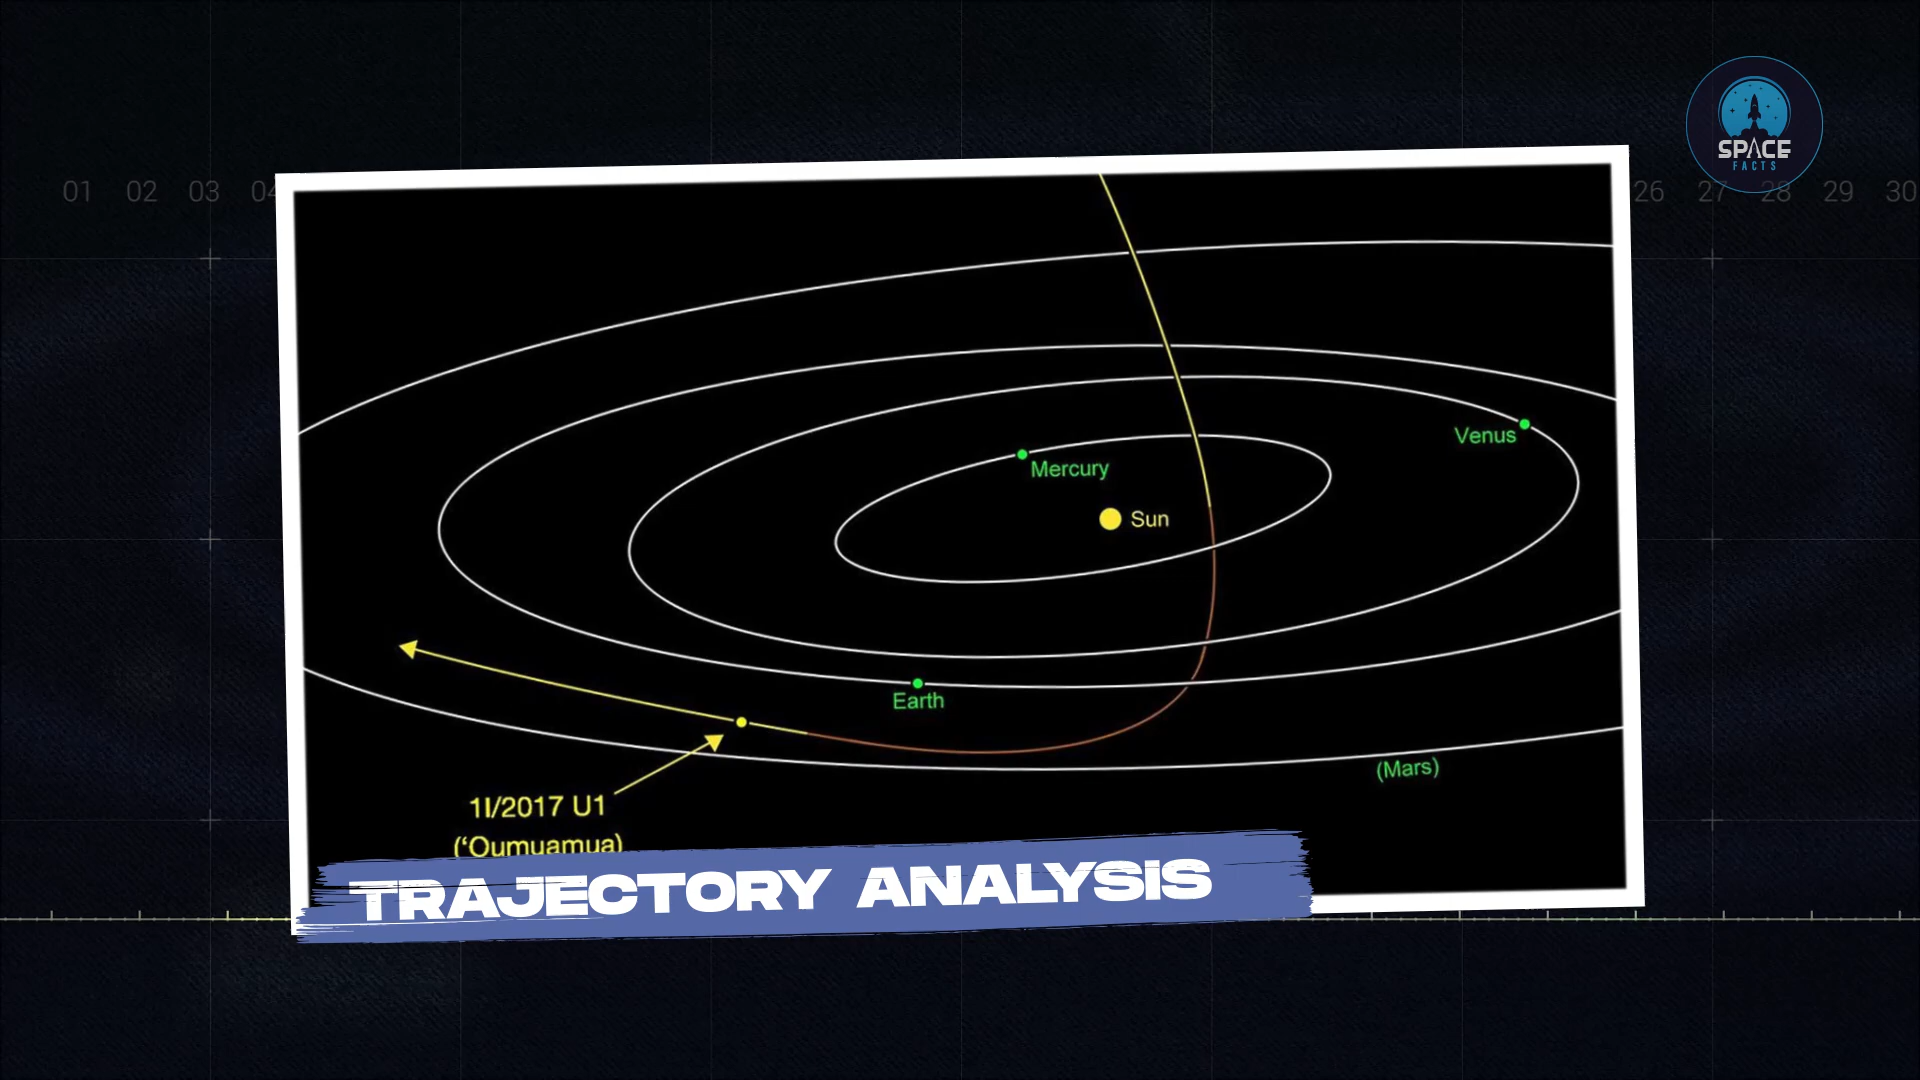 SPACE
FACTS
01 02 03 04
26 27 28 29 30
Venus
Mercury
Sun
Earth
(Mars)
1I/2017 U1
(‘Oumuamua)
TRAJECTORY ANALYSIS